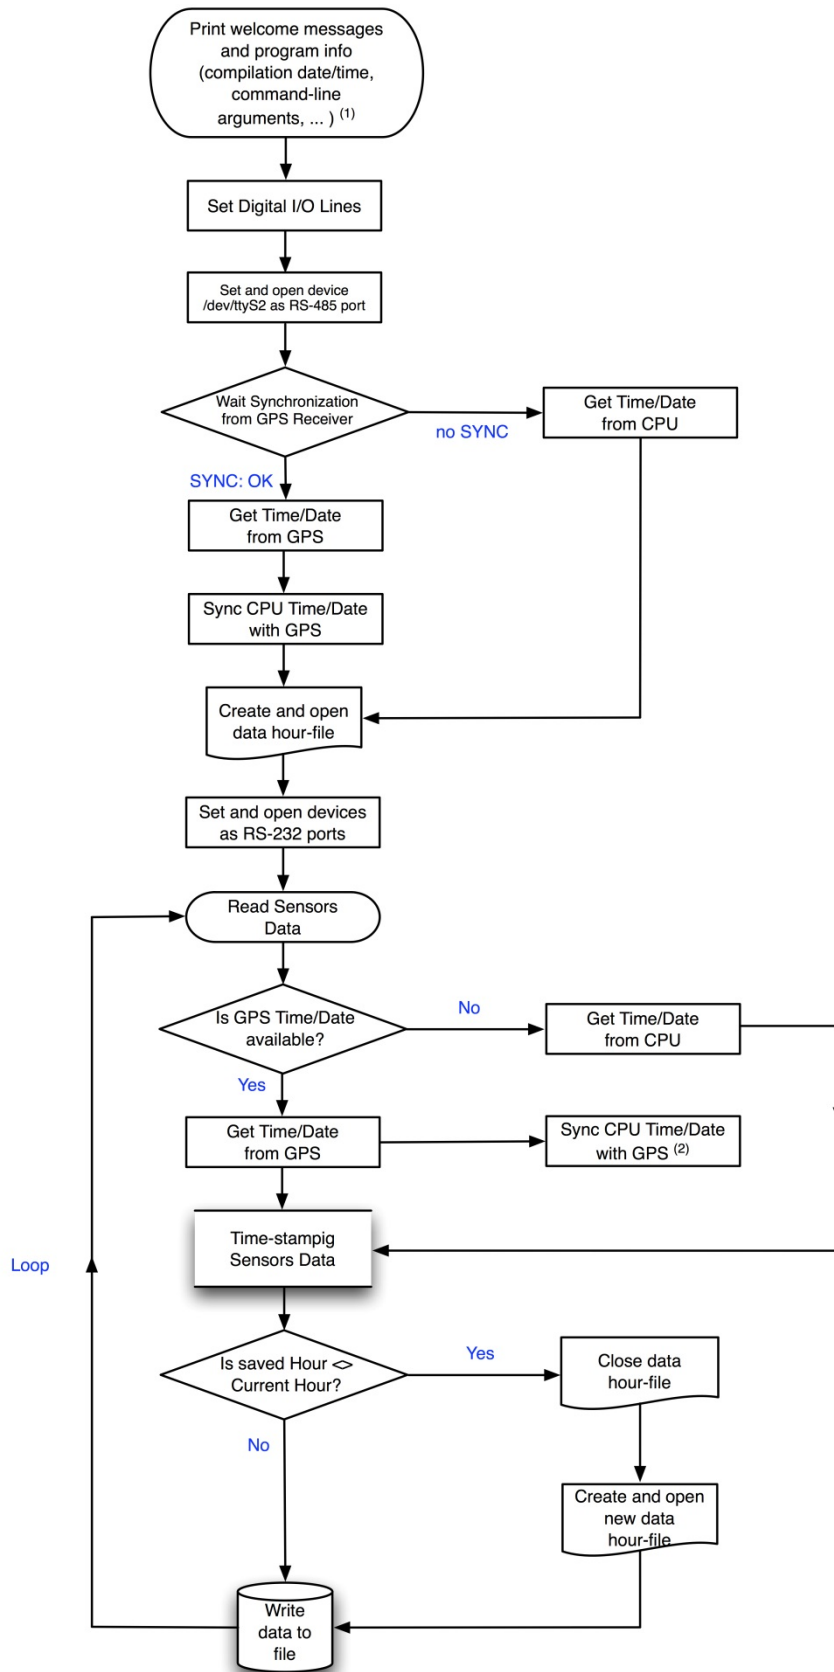 Print welcome messages
and program info
(compilation date/time,
command-line
arguments, ... ) (1)
Set Digital I/O Lines
Set and open device
/dev/ttyS2 as RS-485 port
Wait Synchronization
from GPS Receiver
no SYNC
Get Time/Date
from CPU
SYNC: OK
Get Time/Date
from GPS
Sync CPU Time/Date
with GPS
Create and open
data hour-file
Set and open devices
as RS-232 ports
Read Sensors
Data
Is GPS Time/Date
available?
No
Get Time/Date
from CPU
Yes
Get Time/Date
from GPS
Sync CPU Time/Date
with GPS (2)
Time-stampig
Sensors Data
Loop
Is saved Hour <>
Current Hour?
Yes
Close data
hour-file
No
Create and open
new data
hour-file
Write
data to
file